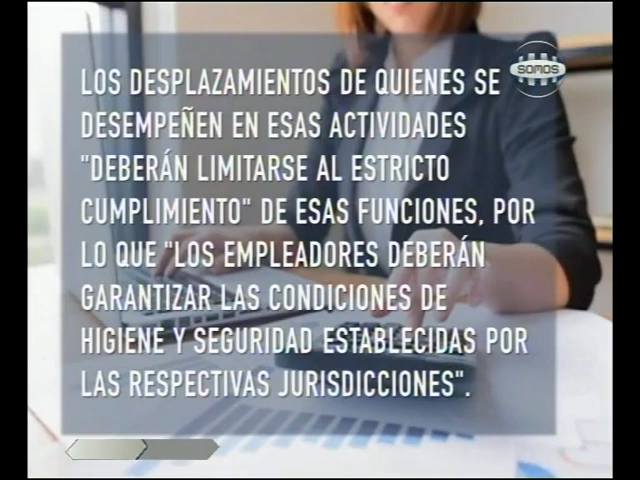 SOMOS
LOS DESPLAZAMIENTOS DE QUIENES SE
DESEMPEÑEN EN ESAS ACTIVIDADES
"DEBERÁN LIMITARSE AL ESTRICTO
CUMPLIMIENTO" DE ESAS FUNCIONES, POR
LO QUE "LOS EMPLEADORES DEBERÁN
GARANTIZAR LAS CONDICIONES DE
HIGIENE Y SEGURIDAD ESTABLECIDAS POR
LAS RESPECTIVAS JURISDICCIONES".